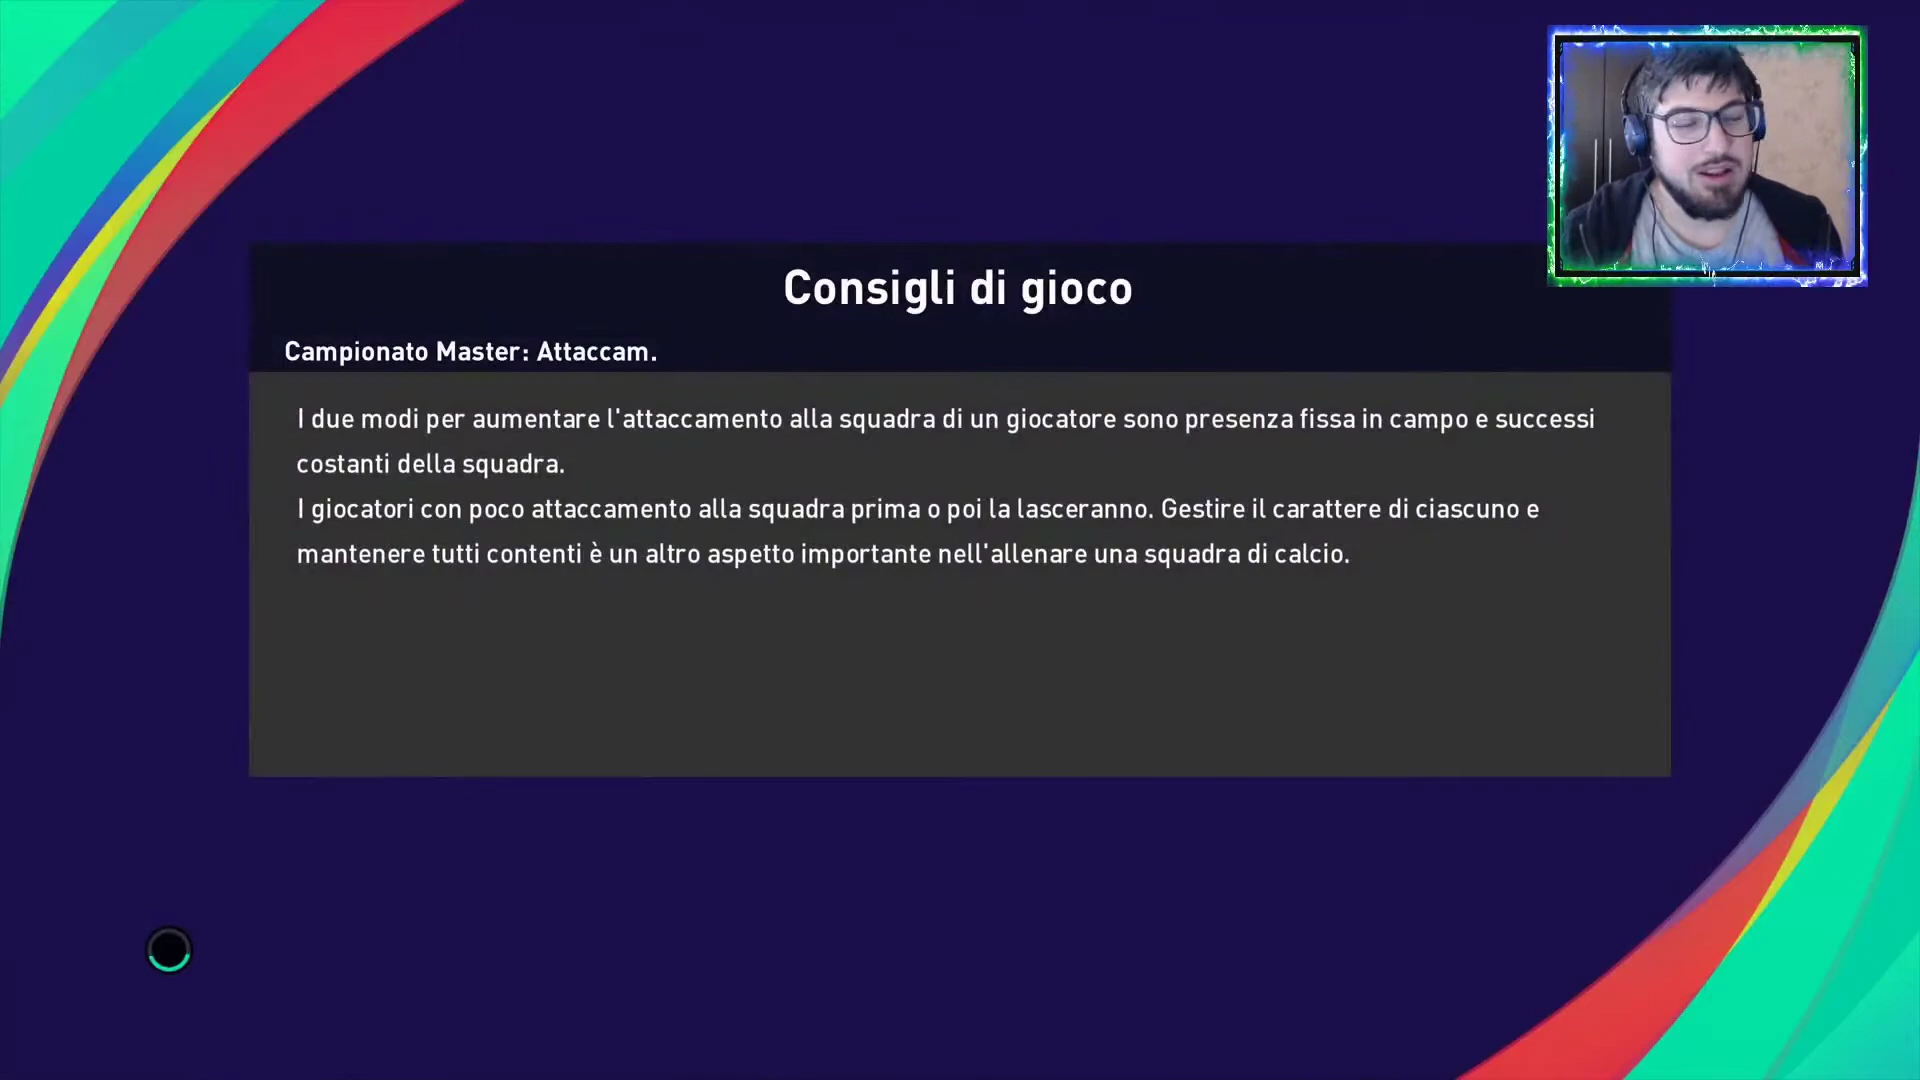 Consigli di gioco
Campionato Master: Attaccam.
I due modi per aumentare l'attaccamento alla squadra di un giocatore sono presenza fissa in campo e successi
costanti della squadra.
I giocatori con poco attaccamento alla squadra prima o poi la lasceranno. Gestire il carattere di ciascuno e
mantenere tutti contenti è un altro aspetto importante nell'allenare una squadra di calcio.